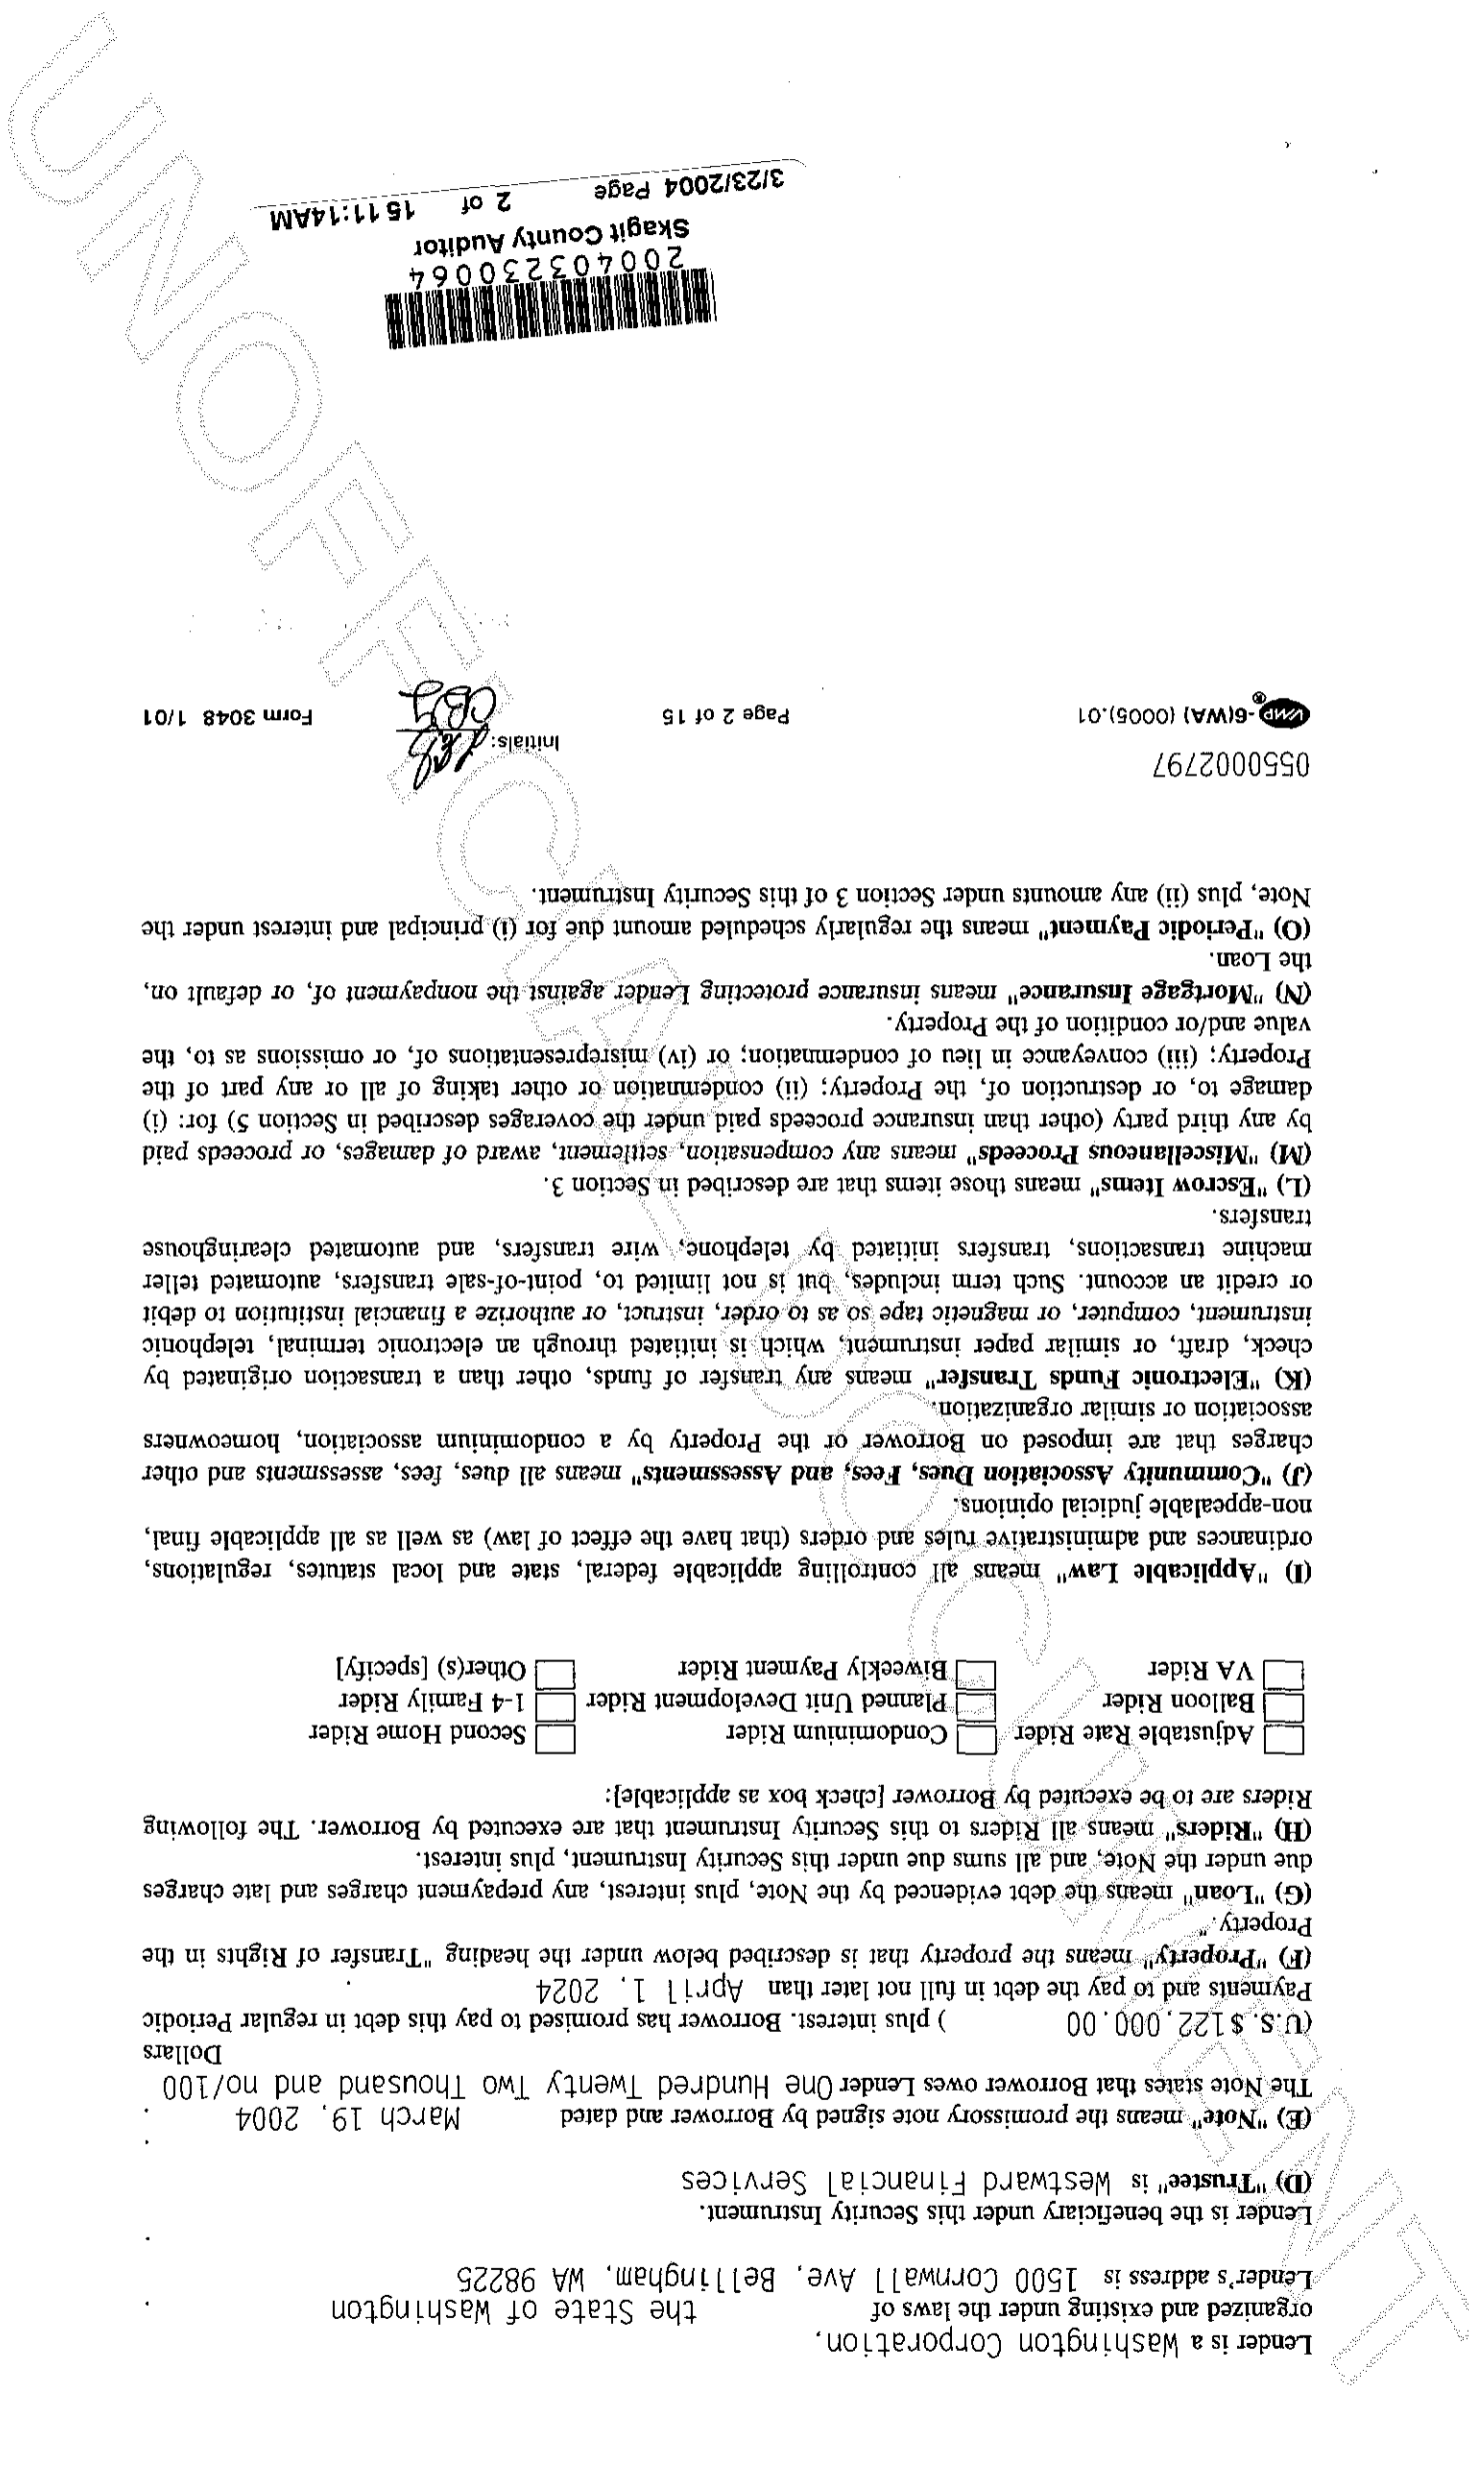 Lender is a Washington Corporation,
organized and existing under the laws of the State of Washington .
Lender's address is 1500 Cornwall Ave, Bellingham, WA 98225
.
Lender is the beneficiary under this Security Instrument.
(D) "Trustee" is Westward Financial Services
.
(E) "Note" means the promissory note signed by Borrower and dated March 19, 2004 .
The Note states that Borrower owes Lender One Hundred Twenty Two Thousand and no/100
Dollars
(U.S. $122,000.00 ) plus interest. Borrower has promised to pay this debt in regular Periodic
Payments and to pay the debt in full not later than April 1, 2024 .
(F) "Property" means the property that is described below under the heading "Transfer of Rights in the
Property."
(G) "Loan" means the debt evidenced by the Note, plus interest, any prepayment charges and late charges
due under the Note, and all sums due under this Security Instrument, plus interest.
(H) "Riders" means all Riders to this Security Instrument that are executed by Borrower. The following
Riders are to be executed by Borrower [check box as applicable]:
Adjustable Rate Rider Condominium Rider Second Home Rider
Balloon Rider Planned Unit Development Rider 1-4 Family Rider
VA Rider Biweekly Payment Rider Other(s) [specify]
(I) "Applicable Law" means all controlling applicable federal, state and local statutes, regulations,
ordinances and administrative rules and orders (that have the effect of law) as well as all applicable final,
non-appealable judicial opinions.
(J) "Community Association Dues, Fees, and Assessments" means all dues, fees, assessments and other
charges that are imposed on Borrower or the Property by a condominium association, homeowners
association or similar organization.
(K) "Electronic Funds Transfer" means any transfer of funds, other than a transaction originated by
check, draft, or similar paper instrument, which is initiated through an electronic terminal, telephonic
instrument, computer, or magnetic tape so as to order, instruct, or authorize a financial institution to debit
or credit an account. Such term includes, but is not limited to, point-of-sale transfers, automated teller
machine transactions, transfers initiated by telephone, wire transfers, and automated clearinghouse
transfers.
(L) "Escrow Items" means those items that are described in Section 3.
(M) "Miscellaneous Proceeds" means any compensation, settlement, award of damages, or proceeds paid
by any third party (other than insurance proceeds paid under the coverages described in Section 5) for: (i)
damage to, or destruction of, the Property; (ii) condemnation or other taking of all or any part of the
Property; (iii) conveyance in lieu of condemnation; or (iv) misrepresentations of, or omissions as to, the
value and/or condition of the Property.
(N) "Mortgage Insurance" means insurance protecting Lender against the nonpayment of, or default on,
the Loan.
(O) "Periodic Payment" means the regularly scheduled amount due for (i) principal and interest under the
Note, plus (ii) any amounts under Section 3 of this Security Instrument.
0550002797
Initials:
VMP®-6(WA) (0005).01 Page 2 of 15 Form 3048 1/01
200403230064
Skagit County Auditor
3/23/2004 Page 2 of 15 11:14AM
UNOFFICIAL DOCUMENT